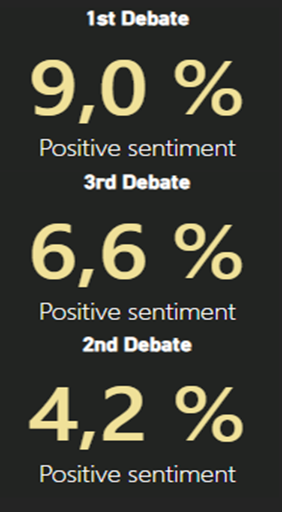 1st Debate
9,0 %
Positive sentiment
3rd Debate
6,6 %
Positive sentiment
2nd Debate
4,2 %
Positive sentiment